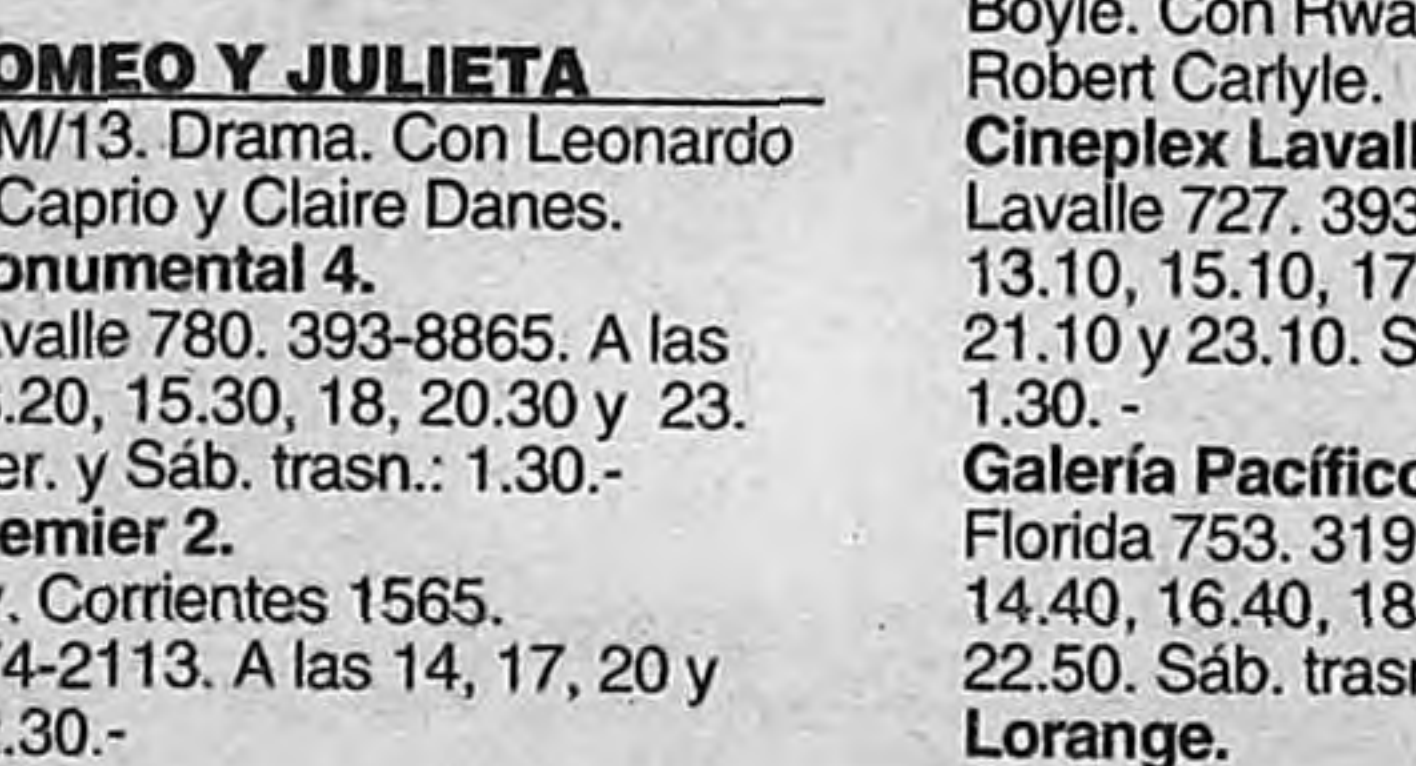 OMEO Y JULIETA
M/13. Drama. Con Leonardo
Caprio y Claire Danes.
onumental 4.
valle 780. 393-8865. A las
.20, 15.30, 18, 20.30 y 23.
er. y Sáb. trasn.: 1.30.-
emier 2.
. Corrientes 1565.
4-2113. A las 14, 17, 20 y
.30.-
Boyle. Con Rwa
Robert Carlyle.
Cineplex Lavall
Lavalle 727. 393
13.10, 15.10, 17
21.10 y 23.10. S
1.30. -
Galería Pacífico
Florida 753. 319
14.40, 16.40, 18
22.50. Sáb. trasn
Lorange.